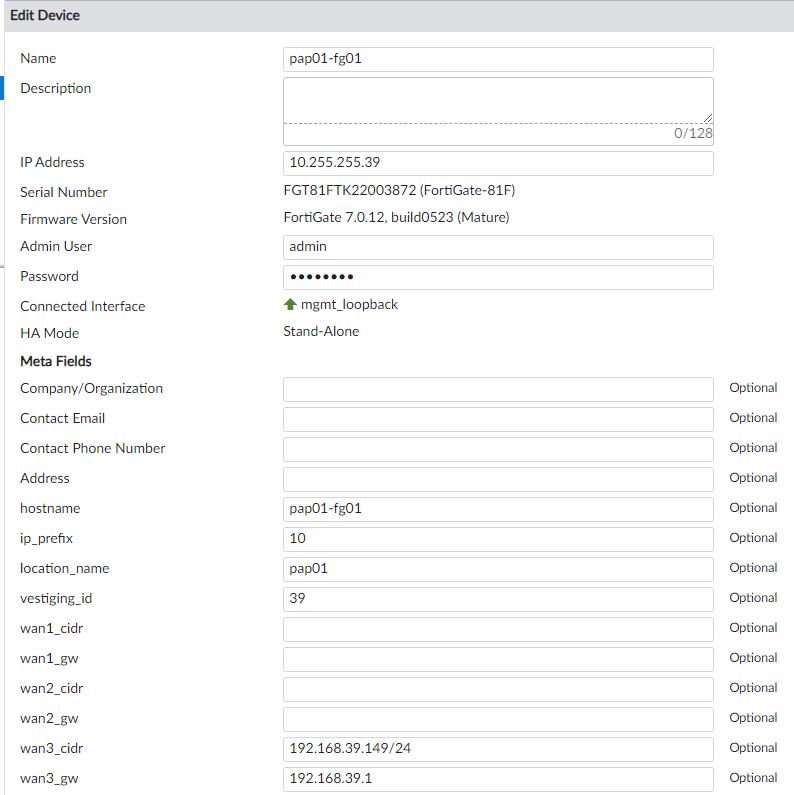 Edit Device
Name pap01-fg01
Description
0/128
IP Address 10.255.255.39
Serial Number FGT81FTK22003872 (FortiGate-81F)
Firmware Version FortiGate 7.0.12, build0523 (Mature)
Admin User admin
Password ••••••••
Connected Interface mgmt_loopback
HA Mode Stand-Alone
Meta Fields
Company/Organization Optional
Contact Email Optional
Contact Phone Number Optional
Address Optional
hostname pap01-fg01 Optional
ip_prefix 10 Optional
location_name pap01 Optional
vestiging_id 39 Optional
wan1_cidr Optional
wan1_gw Optional
wan2_cidr Optional
wan2_gw Optional
wan3_cidr 192.168.39.149/24 Optional
wan3_gw 192.168.39.1 Optional